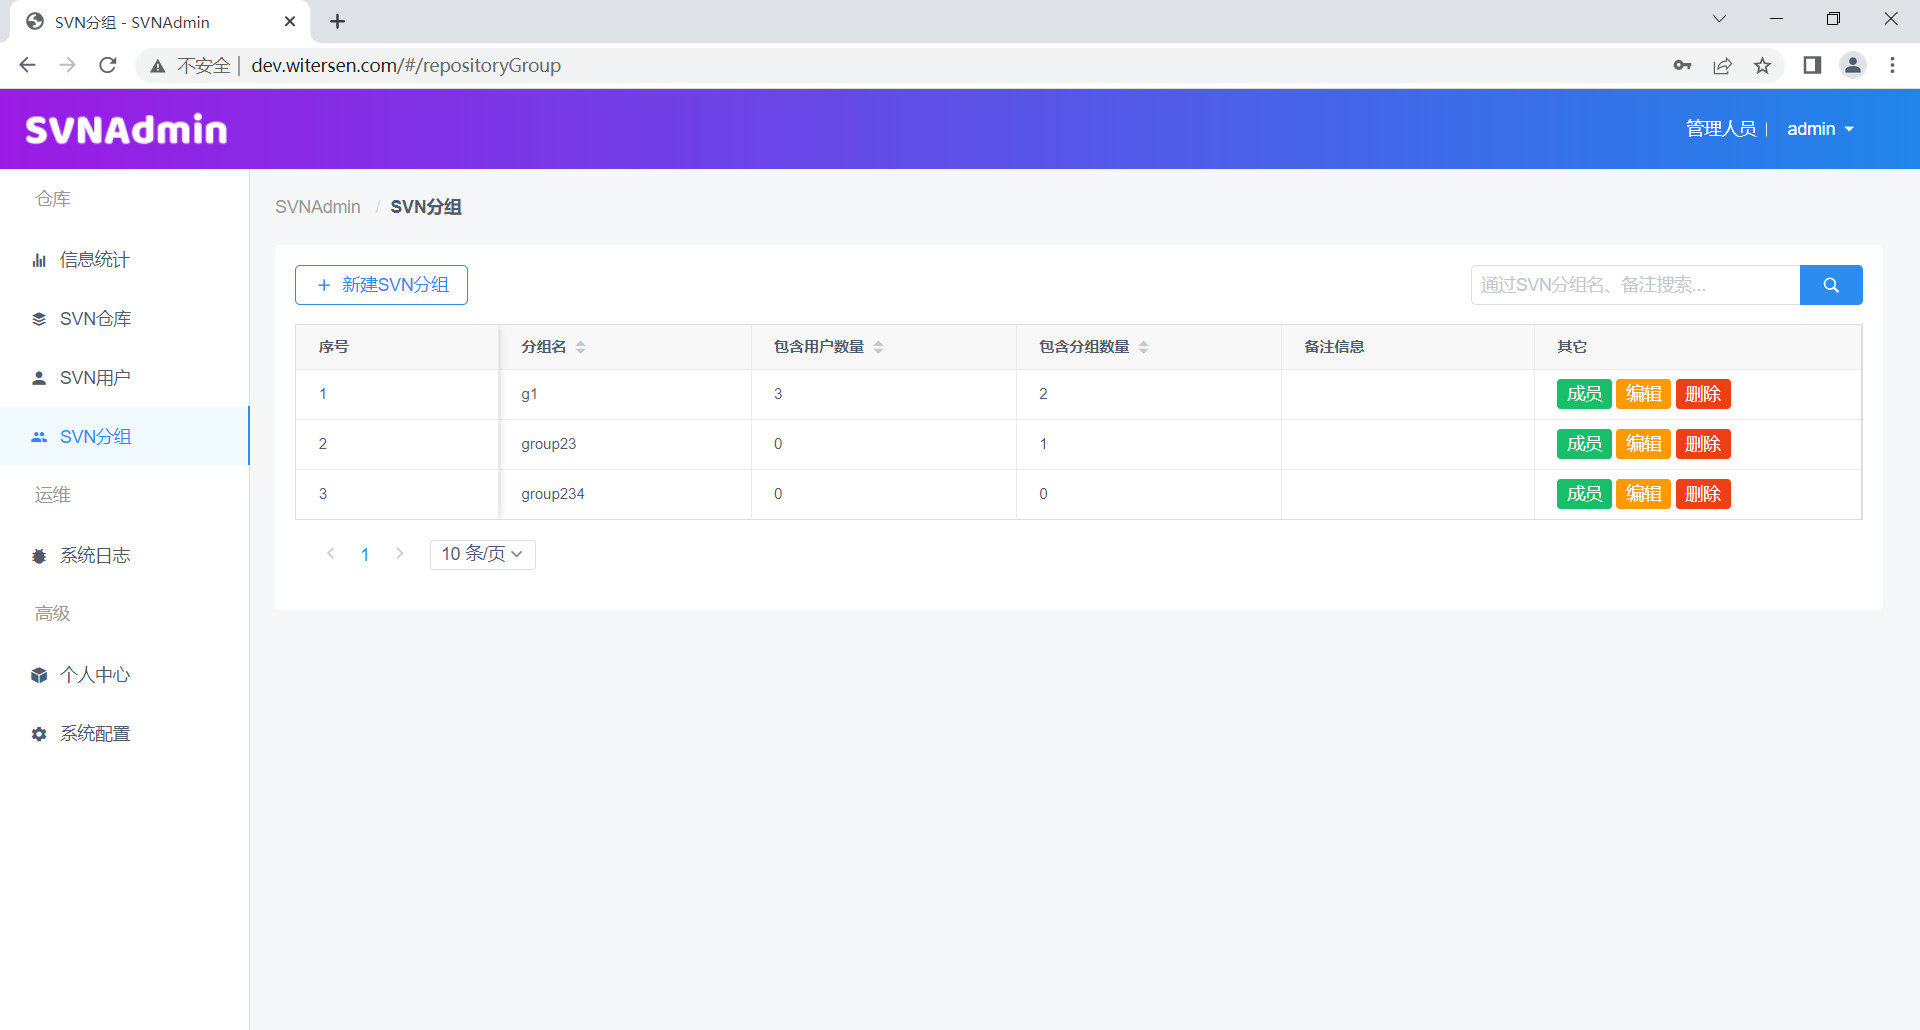 SVN分组 - SVNAdmin
不安全 | dev.witersen.com/#/repositoryGroup
SVNAdmin
管理人员 | admin
仓库
信息统计
SVN仓库
SVN用户
SVN分组
运维
系统日志
高级
个人中心
系统配置
SVNAdmin / SVN分组
+ 新建SVN分组
通过SVN分组名、备注搜索...
序号 分组名 包含用户数量 包含分组数量 备注信息 其它
1 g1 3 2 成员 编辑 删除
2 group23 0 1 成员 编辑 删除
3 group234 0 0 成员 编辑 删除
1 10 条/页